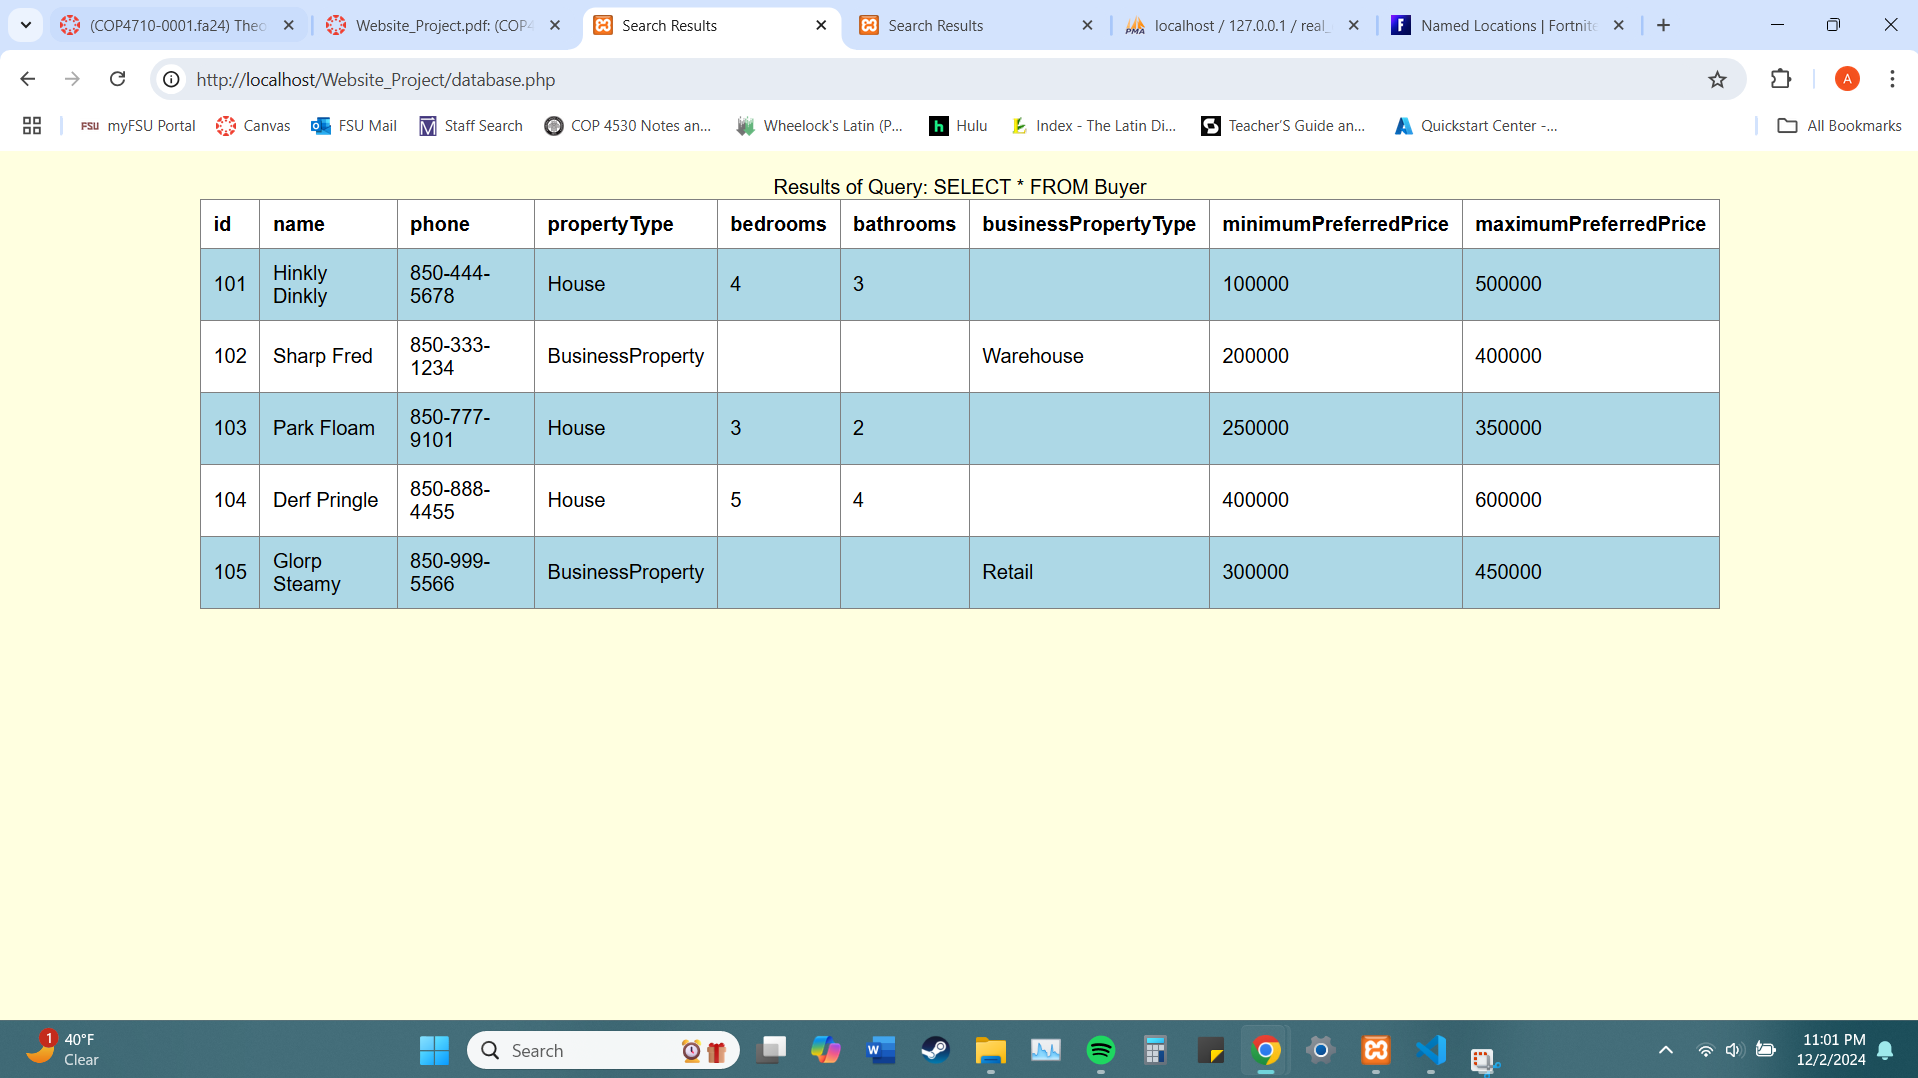 (COP4710-0001.fa24) Theo
Website_Project.pdf: (COP4
Search Results
Search Results
PMA
localhost / 127.0.0.1 / real_
F
Named Locations | Fortnite
http://localhost/Website_Project/database.php
A
FSU myFSU Portal
Canvas
FSU Mail
Staff Search
COP 4530 Notes an...
Wheelock's Latin (P...
h Hulu
L Index - The Latin Di...
S Teacher'S Guide an...
Quickstart Center -...
All Bookmarks
Results of Query: SELECT * FROM Buyer
id name phone propertyType bedrooms bathrooms businessPropertyType minimumPreferredPrice maximumPreferredPrice
101 Hinkly Dinkly 850-444-5678 House 4 3 100000 500000
102 Sharp Fred 850-333-1234 BusinessProperty Warehouse 200000 400000
103 Park Floam 850-777-9101 House 3 2 250000 350000
104 Derf Pringle 850-888-4455 House 5 4 400000 600000
105 Glorp Steamy 850-999-5566 BusinessProperty Retail 300000 450000
1
40°F
Clear
Search
W
11:01 PM
12/2/2024